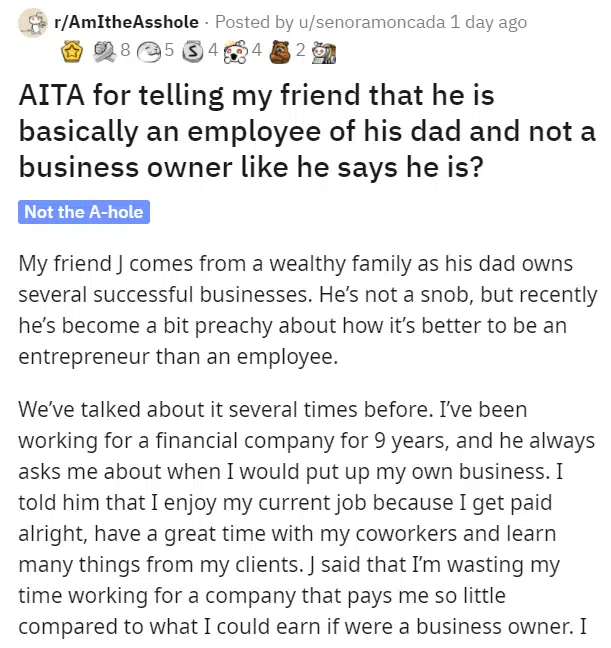 r/AmItheAsshole · Posted by u/senoramoncada 1 day ago
8 5 S 4 4 2
AITA for telling my friend that he is
basically an employee of his dad and not a
business owner like he says he is?
Not the A-hole
My friend J comes from a wealthy family as his dad owns
several successful businesses. He’s not a snob, but recently
he’s become a bit preachy about how it’s better to be an
entrepreneur than an employee.
We’ve talked about it several times before. I’ve been
working for a financial company for 9 years, and he always
asks me about when I would put up my own business. I
told him that I enjoy my current job because I get paid
alright, have a great time with my coworkers and learn
many things from my clients. J said that I’m wasting my
time working for a company that pays me so little
compared to what I could earn if were a business owner. I